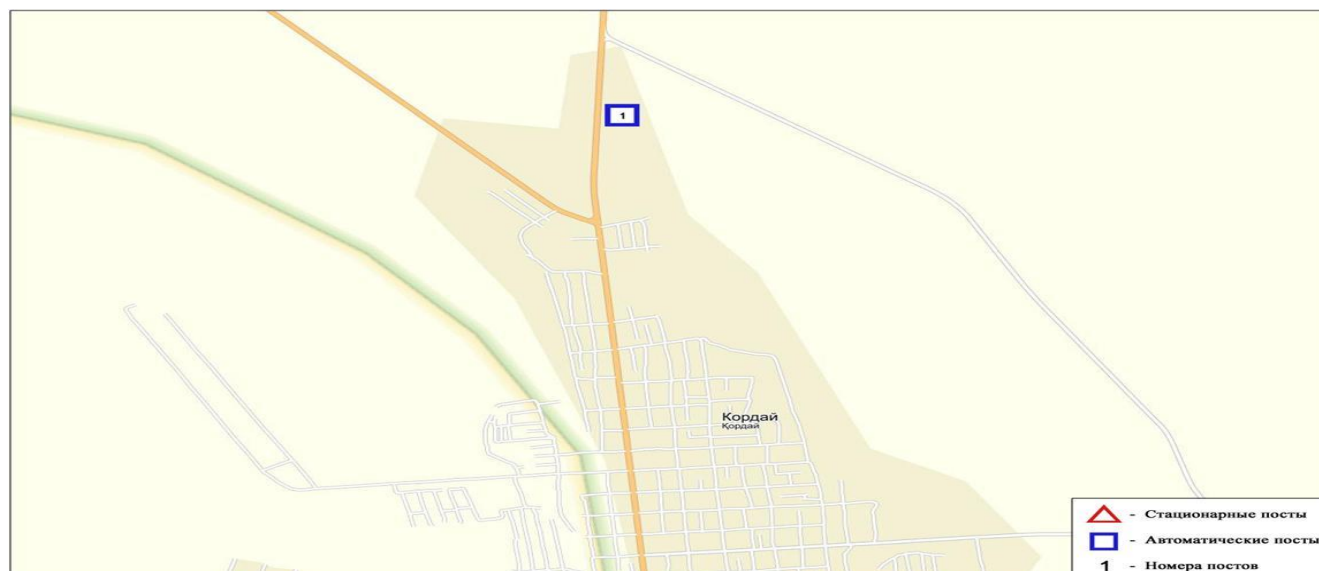 1
Кордай
Қордай
- Стационарные посты
- Автоматические посты
1 - Номера постов